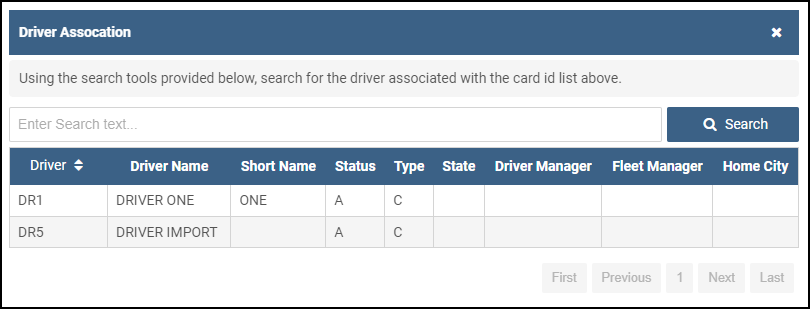 Driver Assocation
Using the search tools provided below, search for the driver associated with the card id list above.
Enter Search text... Search
Driver Driver Name Short Name Status Type State Driver Manager Fleet Manager Home City
DR1 DRIVER ONE ONE A C
DR5 DRIVER IMPORT A C
First Previous 1 Next Last